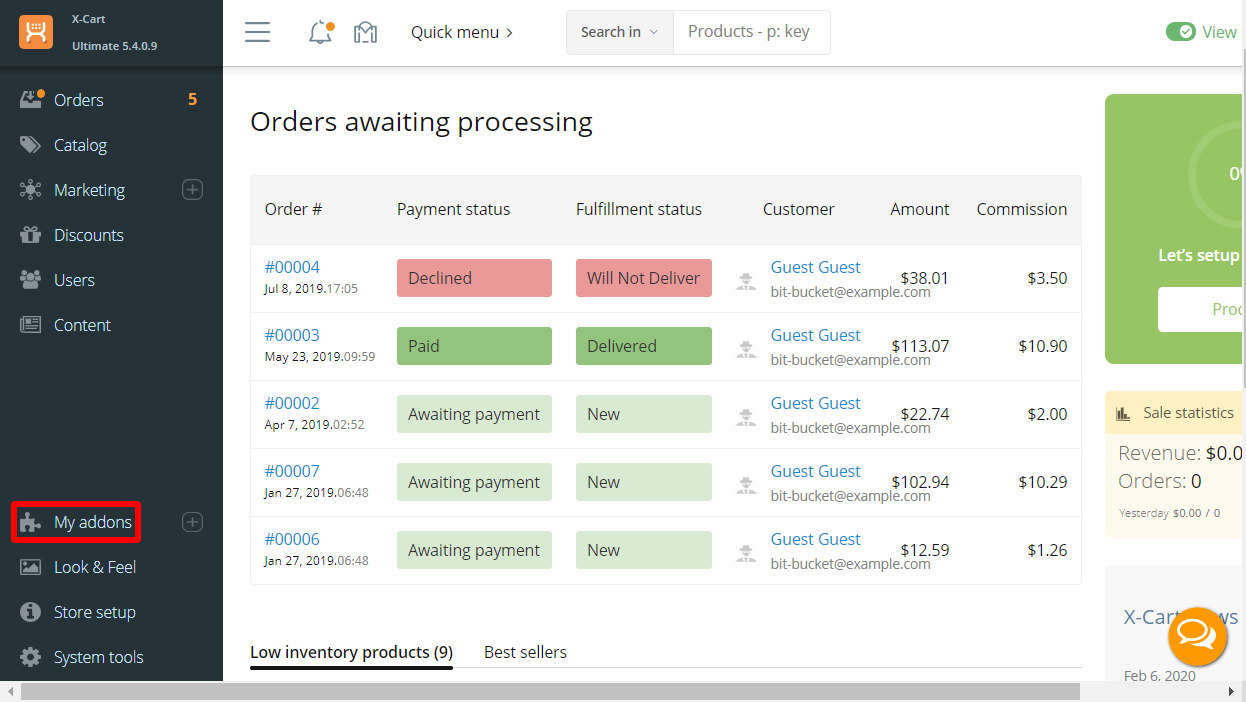 X-Cart
Ultimate 5.4.0.9
Quick menu
Search in
Products - p: key
View
Orders 5
Catalog
Marketing
Discounts
Users
Content
My addons
Look & Feel
Store setup
System tools
Orders awaiting processing
Order # Payment status Fulfillment status Customer Amount Commission
#00004 Declined Will Not Deliver Guest Guest $38.01 $3.50
Jul 8, 2019.17:05 bit-bucket@example.com
#00003 Paid Delivered Guest Guest $113.07 $10.90
May 23, 2019.09:59 bit-bucket@example.com
#00002 Awaiting payment New Guest Guest $22.74 $2.00
Apr 7, 2019.02:52 bit-bucket@example.com
#00007 Awaiting payment New Guest Guest $102.94 $10.29
Jan 27, 2019.06:48 bit-bucket@example.com
#00006 Awaiting payment New Guest Guest $12.59 $1.26
Jan 27, 2019.06:48 bit-bucket@example.com
Low inventory products (9) Best sellers
Let's setup
Sale statistics
Revenue: $0.0
Orders: 0
Yesterday $0.00 / 0
X-Cart
Feb 6, 2020